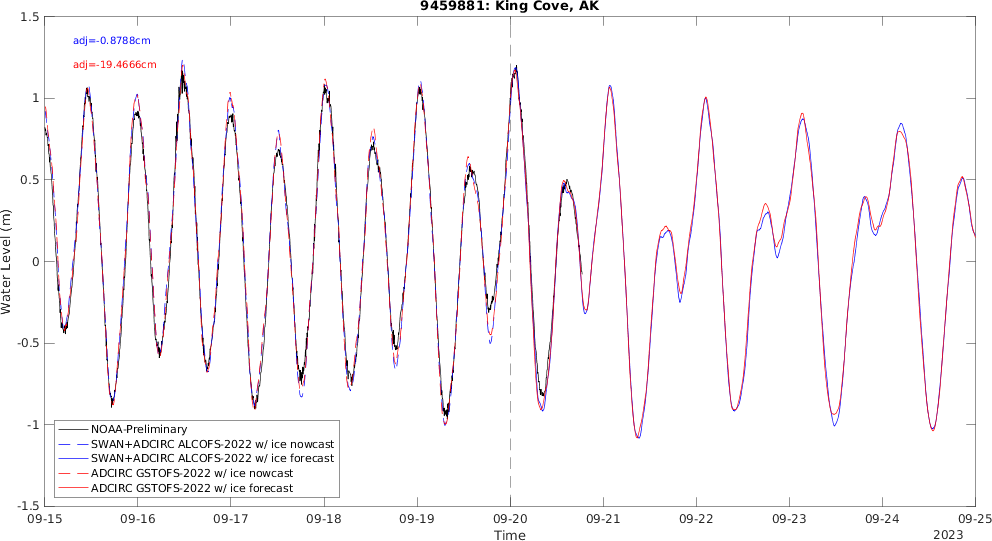 9459881: King Cove, AK
adj=-0.8788cm
adj=-19.4666cm
Water Level (m)
1.5
1
0.5
0
-0.5
-1
-1.5
NOAA-Preliminary
SWAN+ADCIRC ALCOFS-2022 w/ ice nowcast
SWAN+ADCIRC ALCOFS-2022 w/ ice forecast
ADCIRC GSTOFS-2022 w/ ice nowcast
ADCIRC GSTOFS-2022 w/ ice forecast
09-15 09-16 09-17 09-18 09-19 09-20 09-21 09-22 09-23 09-24 09-25
Time
2023